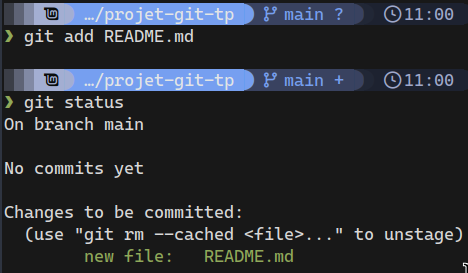 …/projet-git-tp main ? 11:00
❯ git add README.md
…/projet-git-tp main + 11:00
❯ git status
On branch main
No commits yet
Changes to be committed:
(use "git rm --cached <file>..." to unstage)
new file: README.md